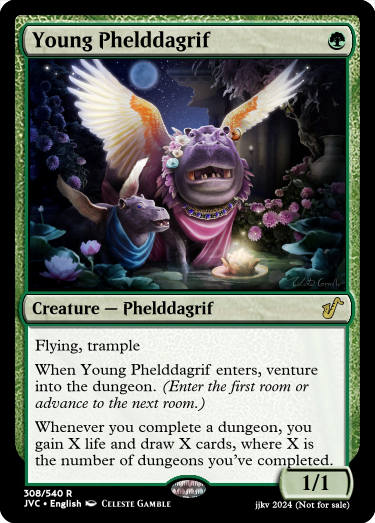 Young Phelddagrif
Creature — Phelddagrif
Flying, trample
When Young Phelddagrif enters, venture
into the dungeon. (Enter the first room or
advance to the next room.)
Whenever you complete a dungeon, you
gain X life and draw X cards, where X is
the number of dungeons you've completed.
1/1
308/540 R
JVC • English Celeste Gamble
jjkv 2024 (Not for sale)